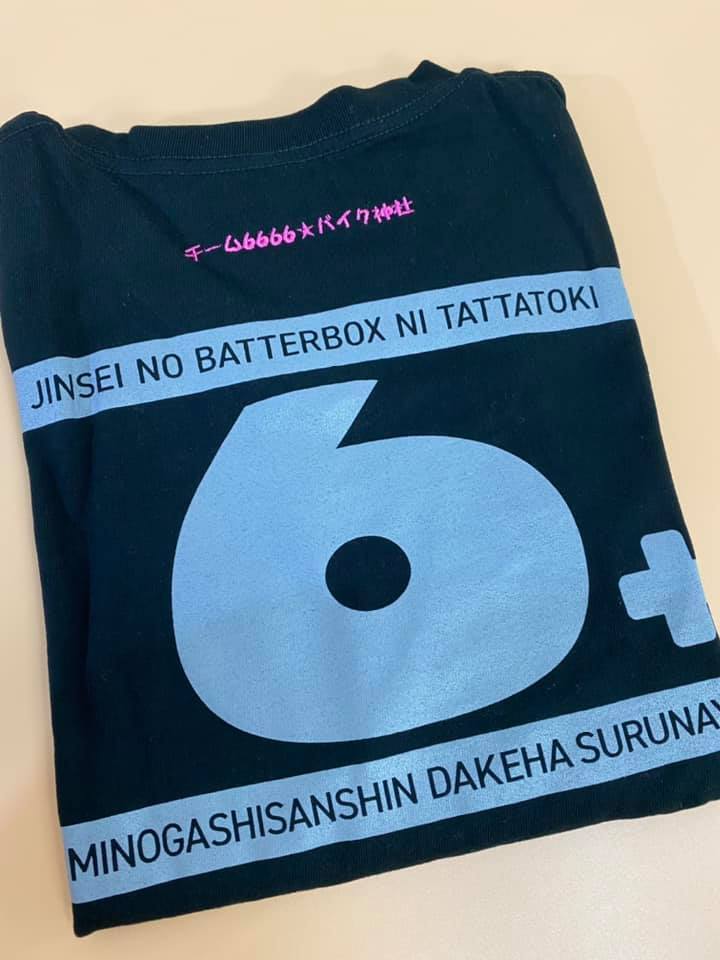 チーム6666★バイク神社
JINSEI NO BATTERBOX NI TATTATOKI
6+
MINOGASHISANSHIN DAKEHA SURUNA